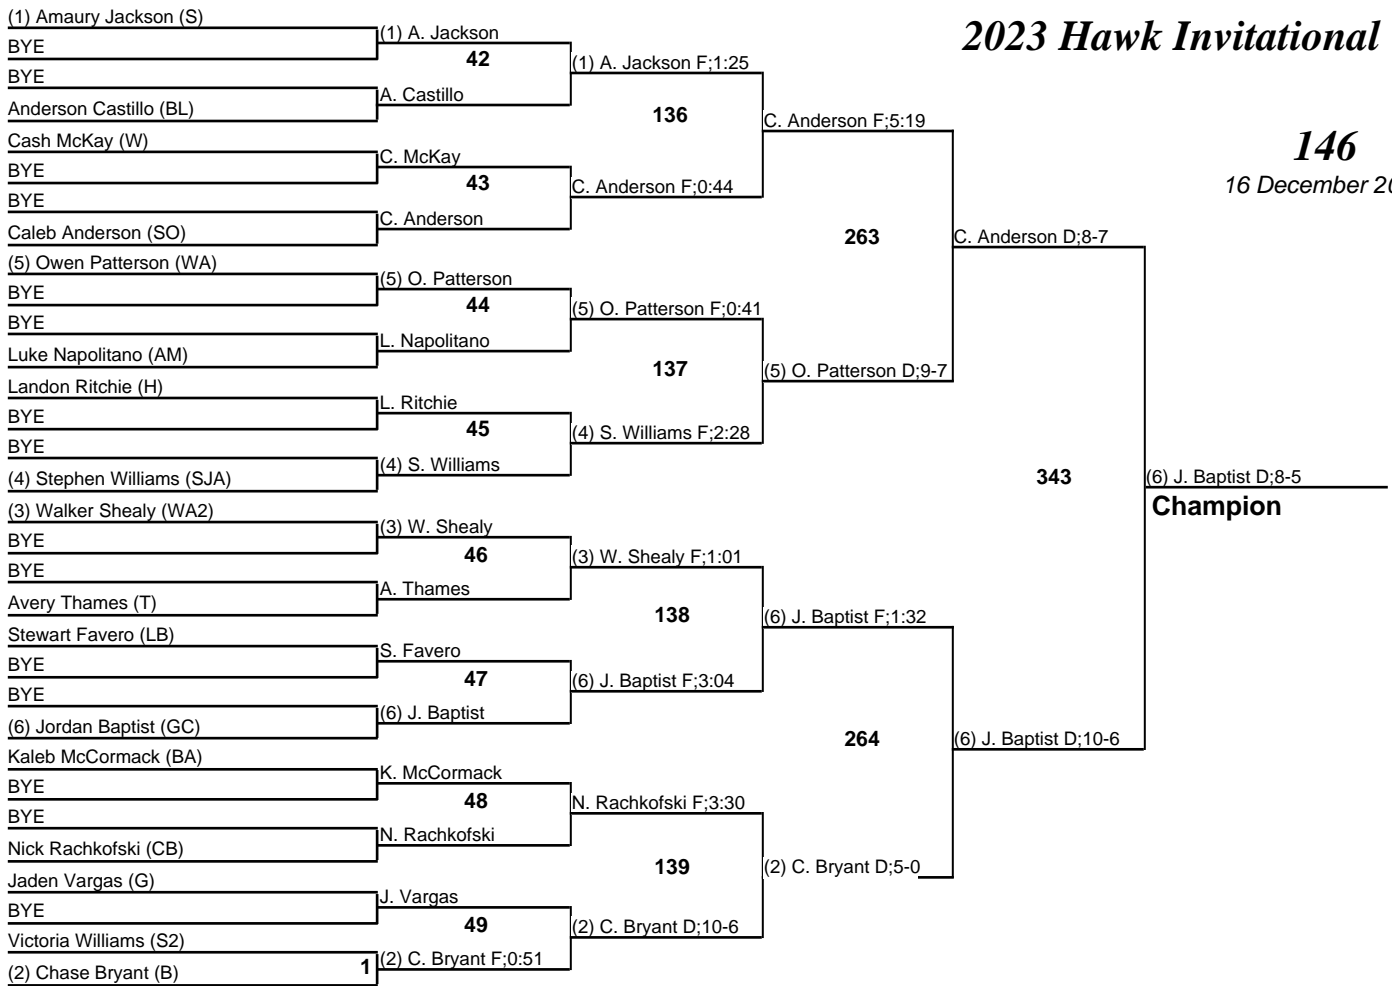 2023 Hawk Invitational
146
16 December 20
(1) Amaury Jackson (S)
BYE
BYE
Anderson Castillo (BL)
Cash McKay (W)
BYE
BYE
Caleb Anderson (SO)
(5) Owen Patterson (WA)
BYE
BYE
Luke Napolitano (AM)
Landon Ritchie (H)
BYE
BYE
(4) Stephen Williams (SJA)
(3) Walker Shealy (WA2)
BYE
BYE
Avery Thames (T)
Stewart Favero (LB)
BYE
BYE
(6) Jordan Baptist (GC)
Kaleb McCormack (BA)
BYE
BYE
Nick Rachkofski (CB)
Jaden Vargas (G)
BYE
Victoria Williams (S2)
(2) Chase Bryant (B)
1
(1) A. Jackson
42
A. Castillo
C. McKay
43
C. Anderson
(5) O. Patterson
44
L. Napolitano
L. Ritchie
45
(4) S. Williams
(3) W. Shealy
46
A. Thames
S. Favero
47
(6) J. Baptist
K. McCormack
48
N. Rachkofski
J. Vargas
49
(2) C. Bryant F;0:51
(1) A. Jackson F;1:25
136
C. Anderson F;0:44
(5) O. Patterson F;0:41
137
(4) S. Williams F;2:28
(3) W. Shealy F;1:01
138
(6) J. Baptist F;3:04
N. Rachkofski F;3:30
139
(2) C. Bryant D;10-6
C. Anderson F;5:19
263
(5) O. Patterson D;9-7
(6) J. Baptist F;1:32
264
(2) C. Bryant D;5-0
C. Anderson D;8-7
343
(6) J. Baptist D;10-6
(6) J. Baptist D;8-5
Champion